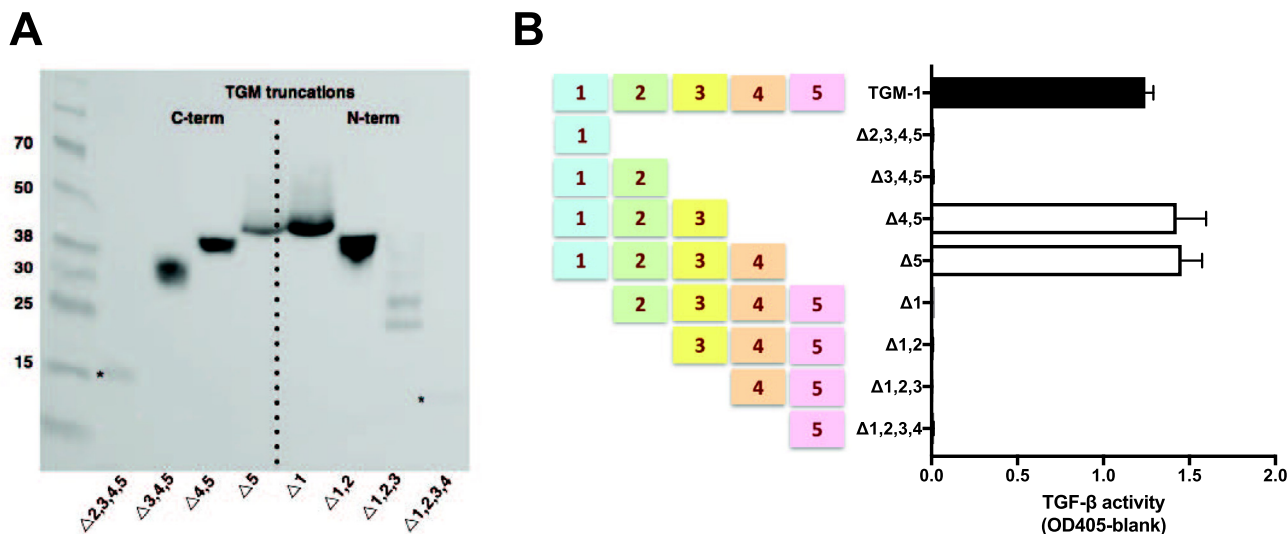 A
TGM truncations
C-term N-term
70
50
38
30
25
15
*
*
△2,3,4,5 △3,4,5 △4,5 △5 △1 △1,2 △1,2,3 △1,2,3,4
B
1 2 3 4 5 TGM-1
1 Δ2,3,4,5
1 2 Δ3,4,5
1 2 3 Δ4,5
1 2 3 4 Δ5
2 3 4 5 Δ1
3 4 5 Δ1,2
4 5 Δ1,2,3
5 Δ1,2,3,4
0.0 0.5 1.0 1.5 2.0
TGF-β activity
(OD405-blank)